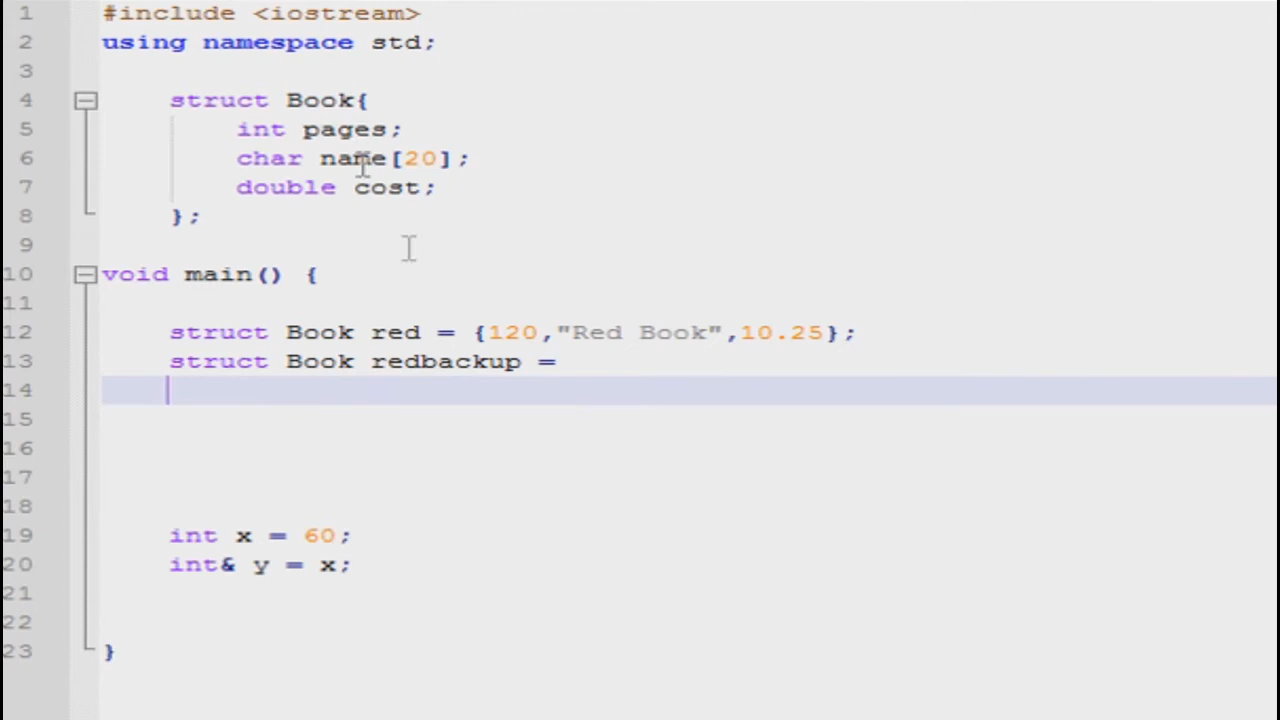 1 #include <iostream>
2 using namespace std;
3
4 struct Book{
5 int pages;
6 char name[20];
7 double cost;
8 };
9
10 void main() {
11
12 struct Book red = {120,"Red Book",10.25};
13 struct Book redbackup =
14
15
16
17
18
19 int x = 60;
20 int& y = x;
21
22
23 }